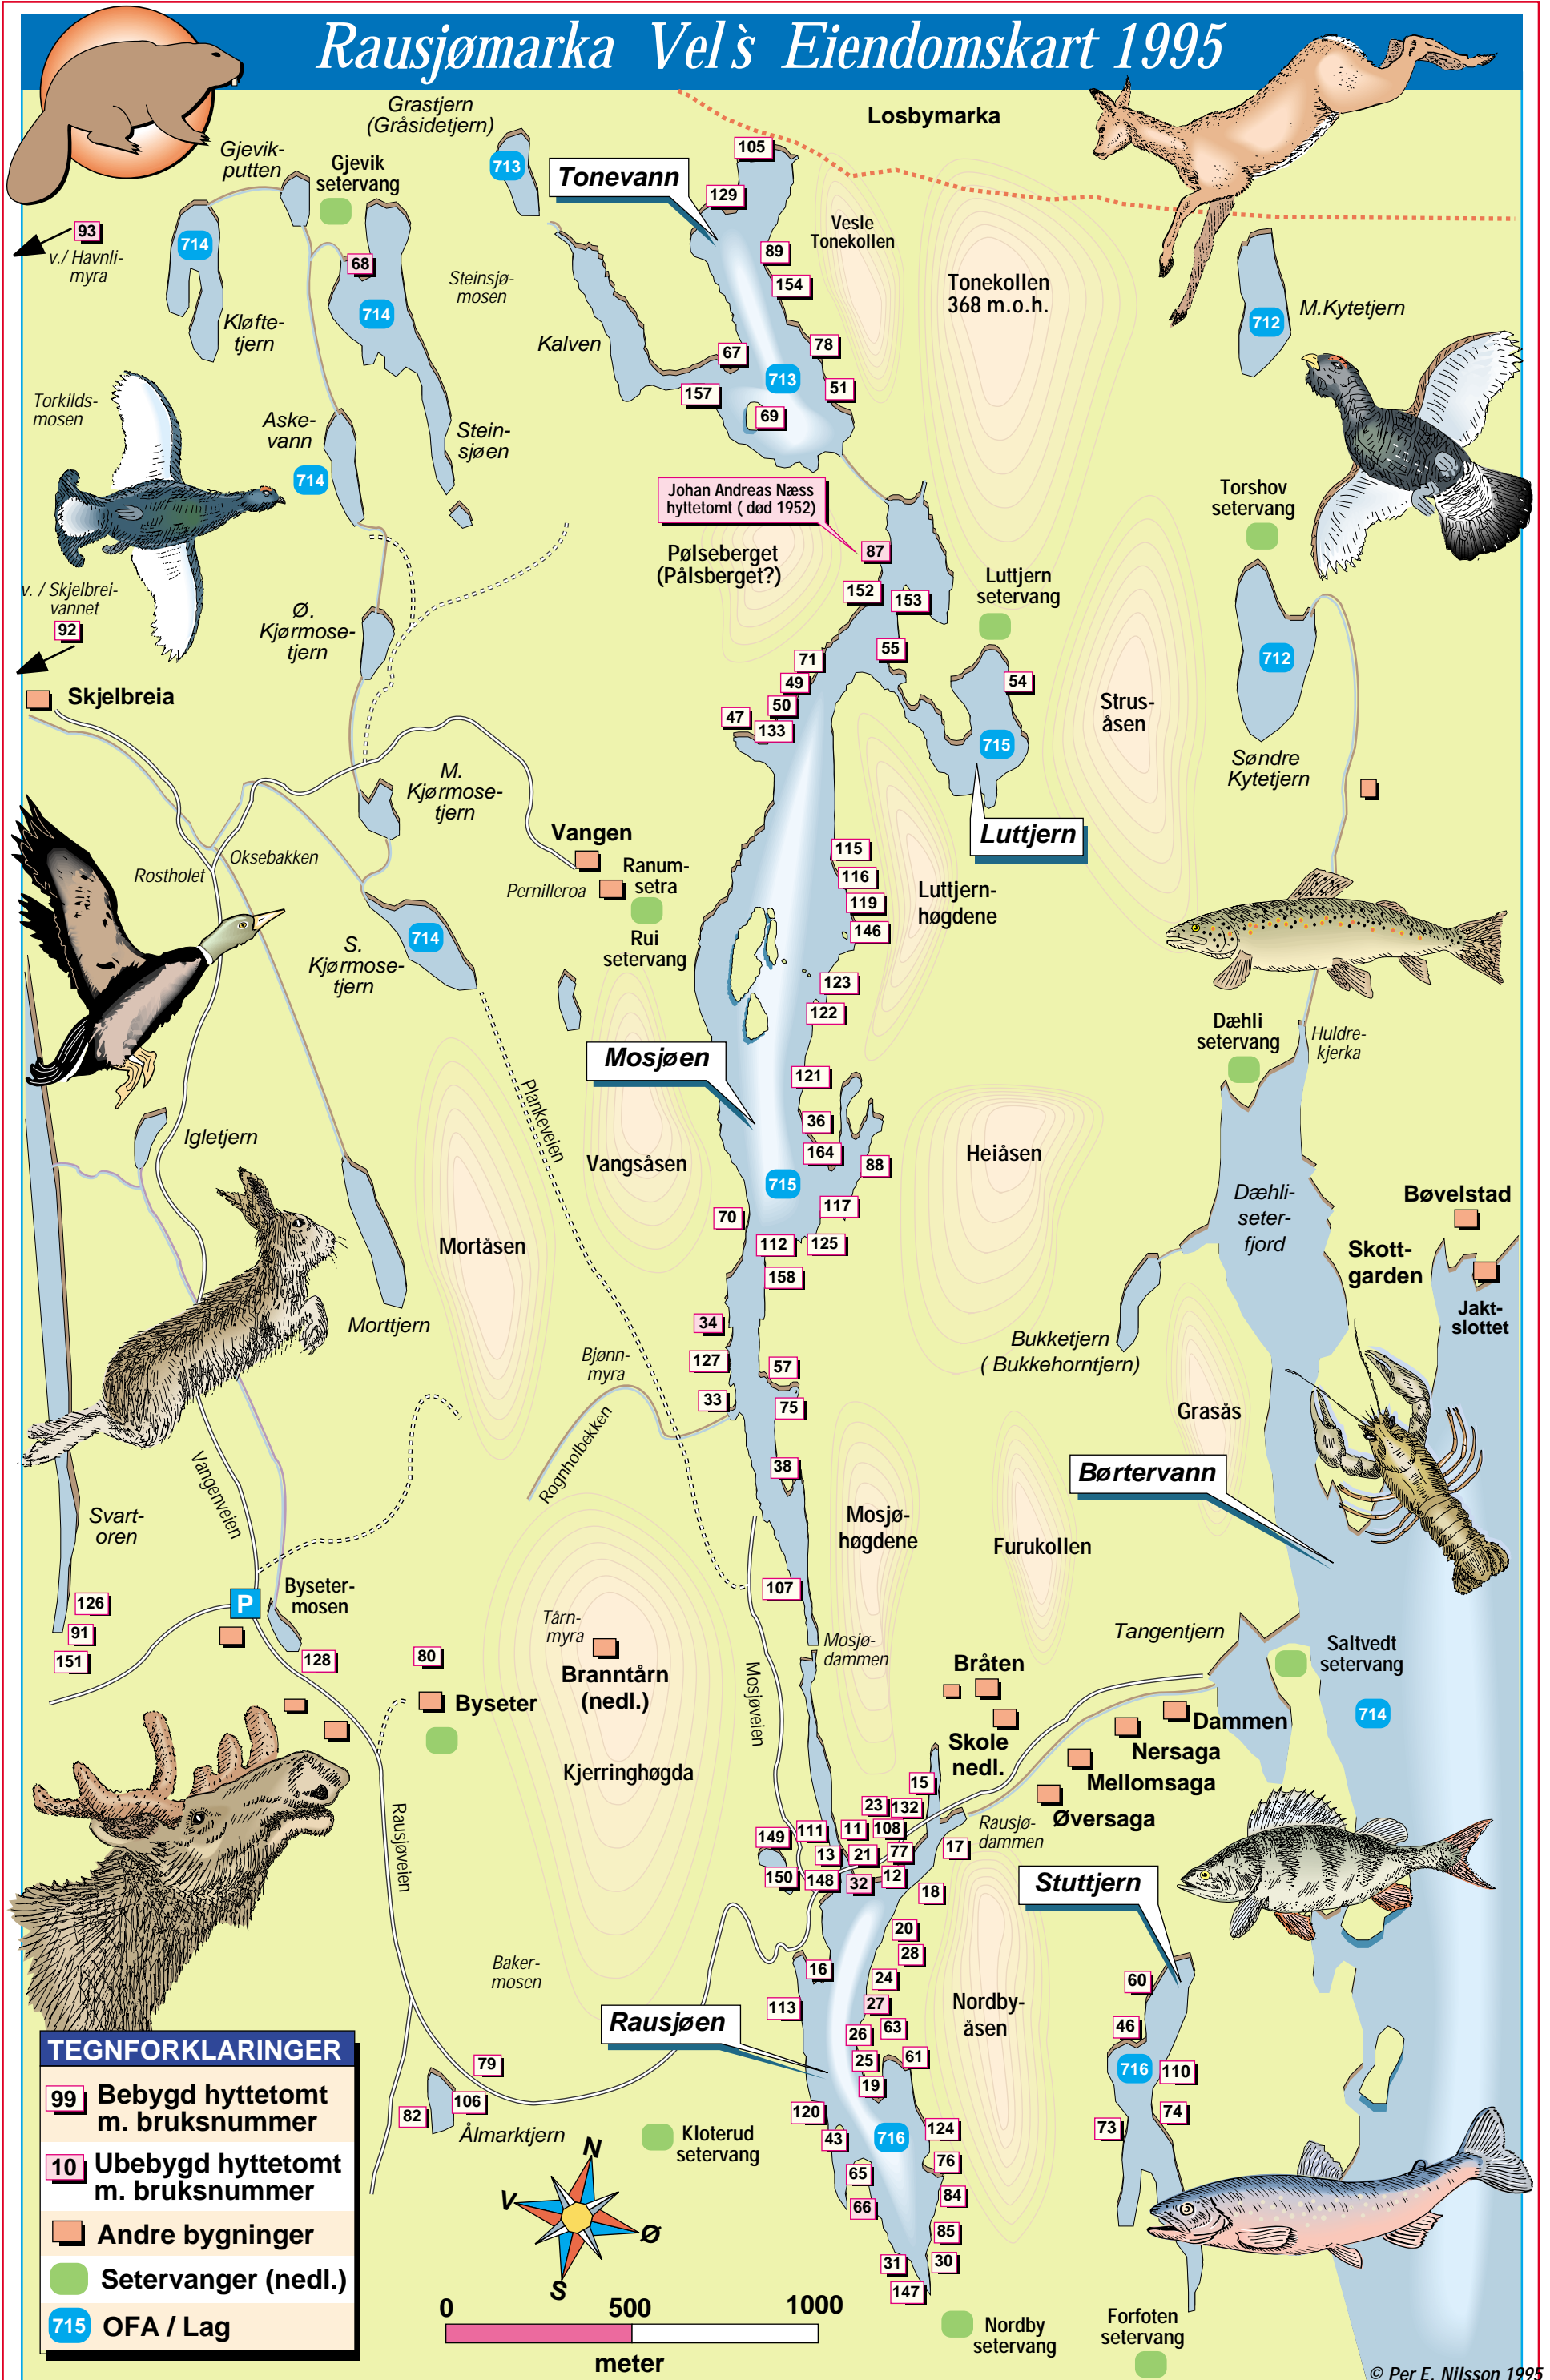 Rausjømarka Vel`s Eiendomskart 1995
Grastjern
(Gråsidetjern)
Losbymarka
Gjevik-
putten
Gjevik
setervang
713
Tonevann
105
129
93
v./ Havnli-
myra
714
68
714
Kløfte-
tjern
Steinsjø-
mosen
Kalven
89
154
Vesle
Tonekollen
Tonekollen
368 m.o.h.
712
M.Kytetjern
67
78
713
157
51
69
Torkilds-
mosen
Aske-
vann
714
Stein-
sjøen
Johan Andreas Næss
hyttetomt ( død 1952)
87
Pølseberget
(Pålsberget?)
152
153
Luttjern
setervang
Torshov
setervang
v. / Skjelbrei-
vannet
92
Ø.
Kjørmose-
tjern
Skjelbreia
55
71
49
50
47
133
54
715
Luttjern
Strus-
åsen
712
Søndre
Kytetjern
M.
Kjørmose-
tjern
Vangen
Oksebakken
Rostholet
Pernilleroa
Ranum-
setra
Rui
setervang
714
S.
Kjørmose-
tjern
115
116
119
146
Luttjern-
høgdene
123
122
Mosjøen
121
36
164
88
715
117
70
112
125
158
Plankeveien
Vangsåsen
Igletjern
Mortåsen
Morttjern
Heiåsen
Dæhli
setervang
Huldre-
kjerka
Dæhli-
seter-
fjord
Bøvelstad
Skott-
garden
Jakt-
slottet
Bukketjern
( Bukkehorntjern)
Grasås
34
127
33
57
75
38
Bjønn-
myra
Rognholbekken
Vangenveien
Svart-
oren
Børtervann
Mosjø-
høgdene
Furukollen
107
126
91
151
P
Byseter-
mosen
128
80
Byseter
Tårn-
myra
Branntårn
(nedl.)
Kjerringhøgda
Mosjøveien
Mosjø-
dammen
Tangentjern
Saltvedt
setervang
714
Bråten
Skole
nedl.
Dammen
Nersaga
Mellomsaga
Øversaga
Rausjø-
dammen
Rausjøveien
15
23
132
11
108
111
149
13
21
77
17
150
148
32
12
18
Stuttjern
20
28
16
24
27
113
26
63
25
61
19
Nordby-
åsen
60
46
716
110
74
73
Baker-
mosen
Rausjøen
79
106
82
Ålmarktjern
120
43
716
124
65
76
66
84
85
31
30
147
Kloterud
setervang
N
V
Ø
S
0
500
1000
meter
Nordby
setervang
Forfoten
setervang
TEGNFORKLARINGER
99 Bebygd hyttetomt
m. bruksnummer
10 Ubebygd hyttetomt
m. bruksnummer
Andre bygninger
Setervanger (nedl.)
715 OFA / Lag
© Per E. Nilsson 1995